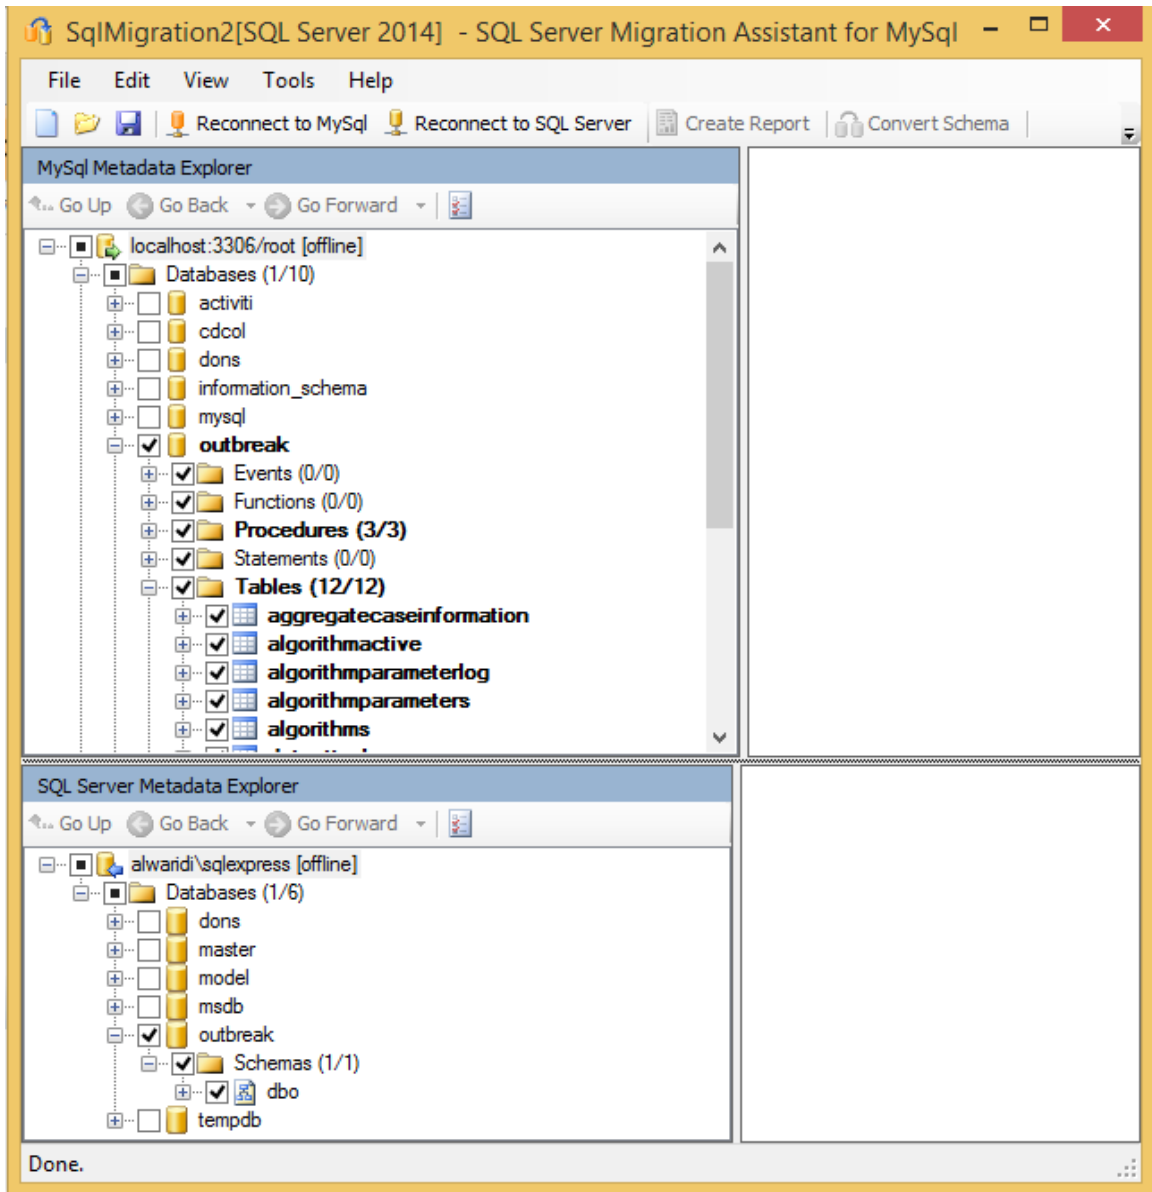 SqlMigration2[SQL Server 2014] - SQL Server Migration Assistant for MySql
File Edit View Tools Help
Reconnect to MySql Reconnect to SQL Server Create Report Convert Schema
MySql Metadata Explorer
Go Up Go Back Go Forward
localhost:3306/root [offline]
Databases (1/10)
activiti
cdcol
dons
information_schema
mysql
outbreak
Events (0/0)
Functions (0/0)
Procedures (3/3)
Statements (0/0)
Tables (12/12)
aggregatecaseinformation
algorithmactive
algorithmparameterlog
algorithmparameters
algorithms
SQL Server Metadata Explorer
Go Up Go Back Go Forward
alwaridi\sqlexpress [offline]
Databases (1/6)
dons
master
model
msdb
outbreak
Schemas (1/1)
dbo
tempdb
Done.